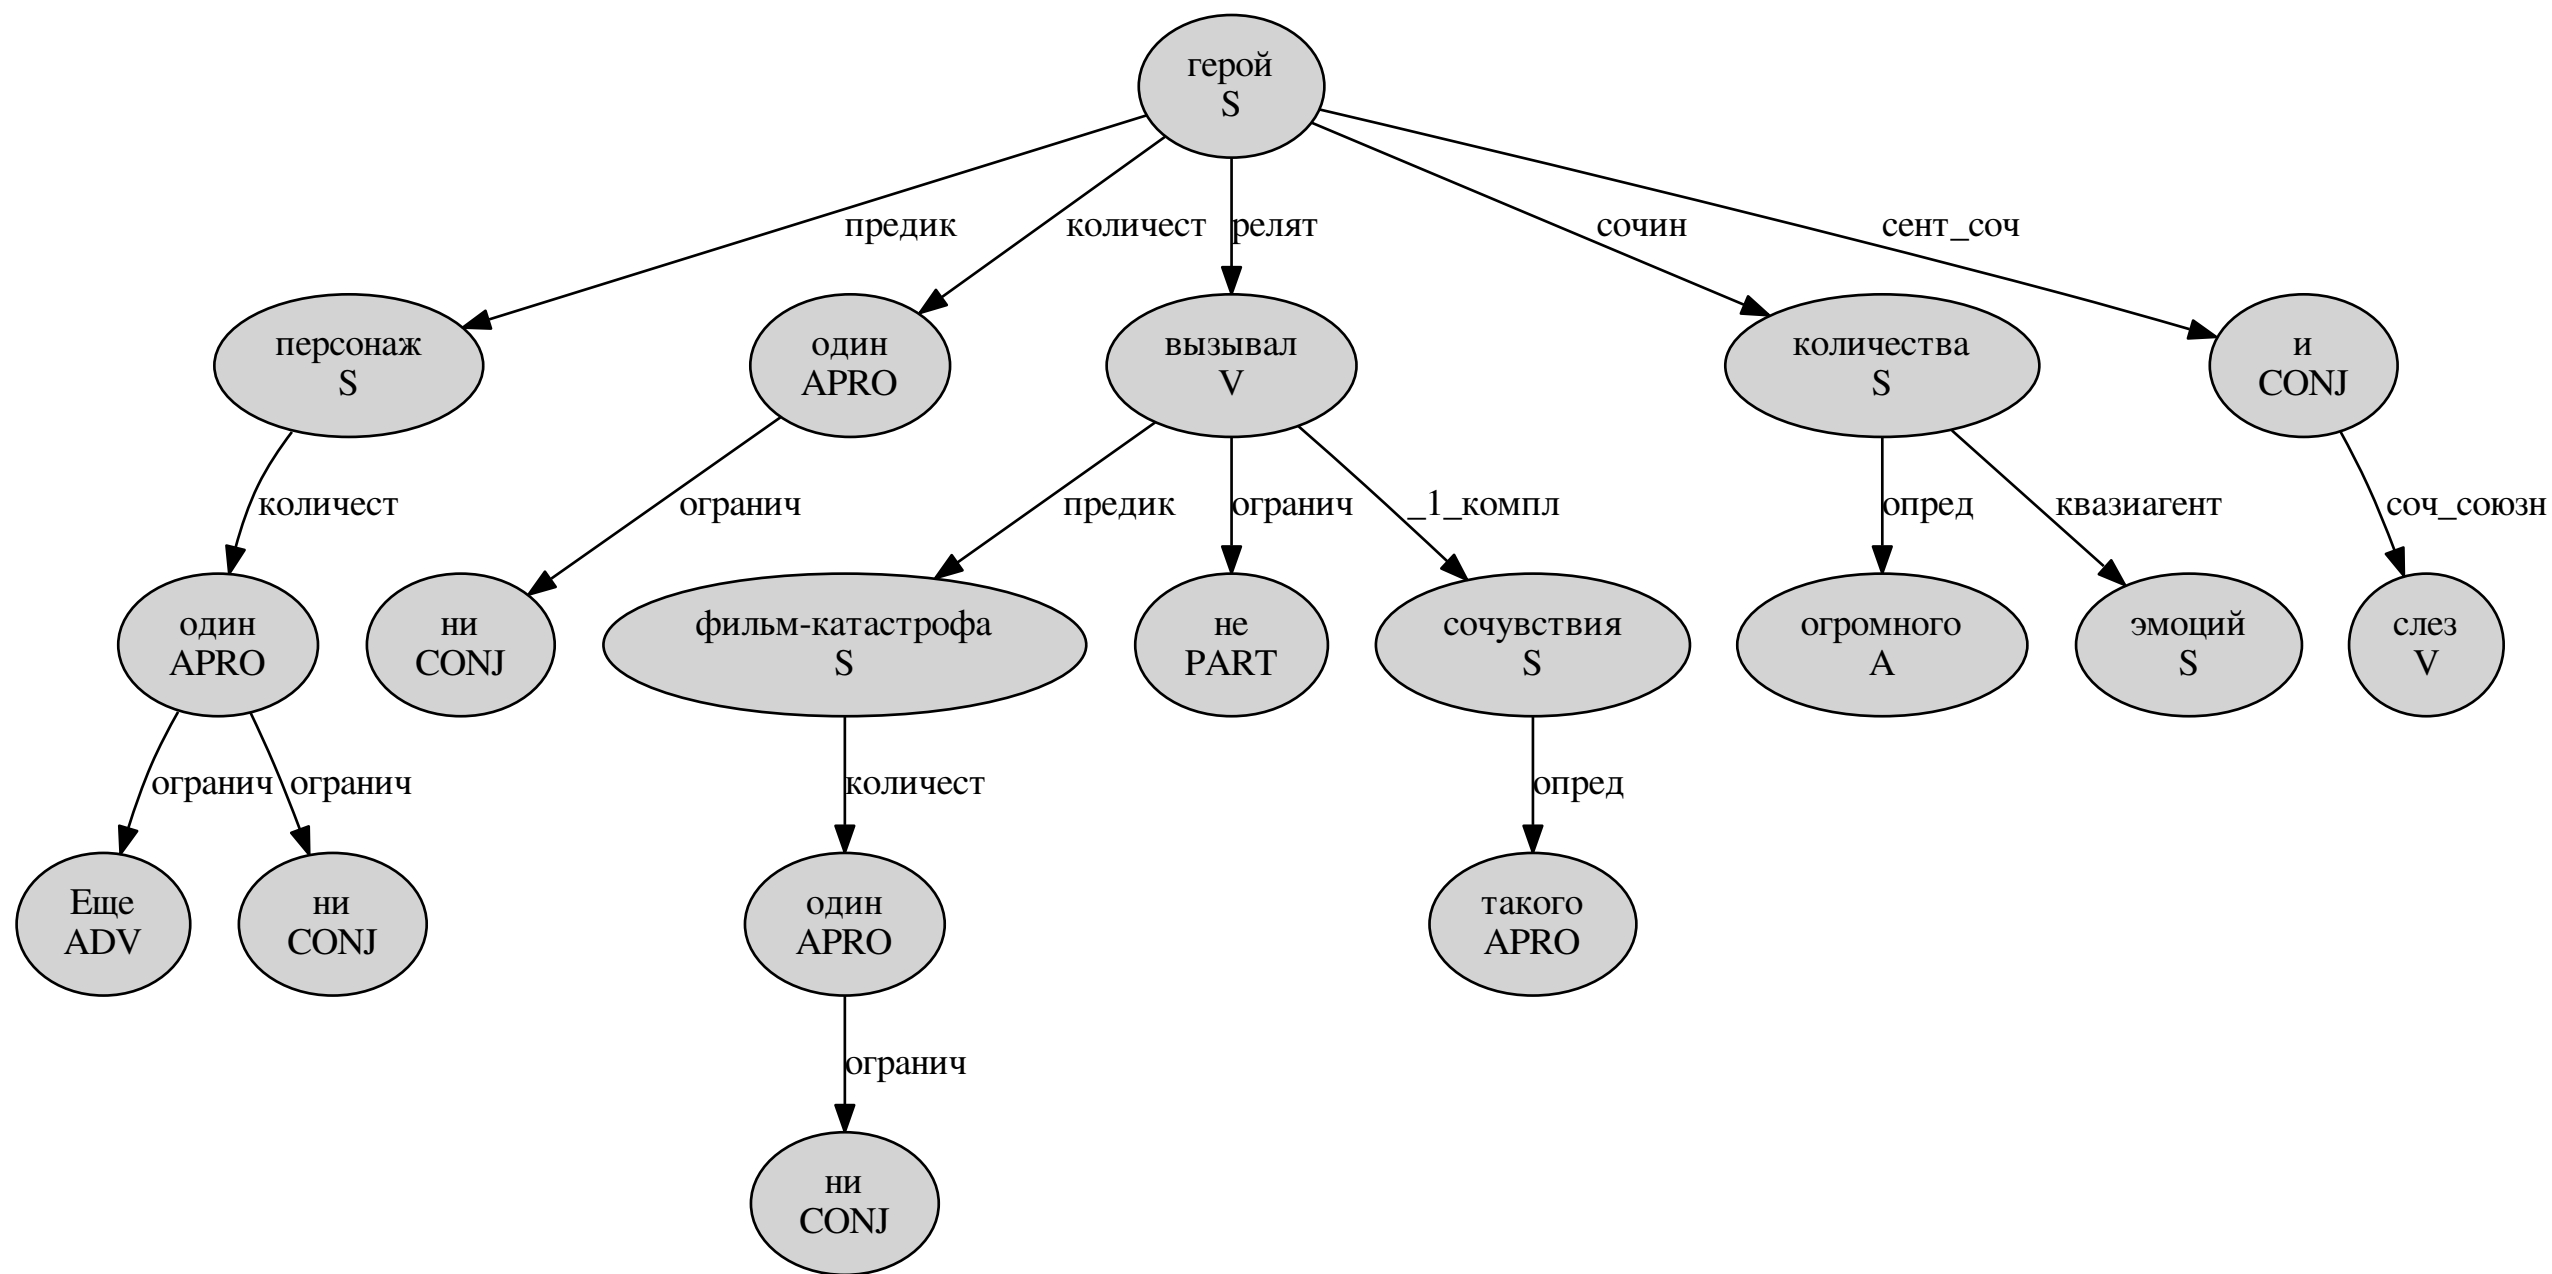 герой
S
предик
количест
релят
сочин
сент_соч
персонаж
S
один
APRO
вызывал
V
количества
S
и
CONJ
количест
огранич
предик
огранич
_1_компл
опред
квазиагент
соч_союзн
один
APRO
ни
CONJ
фильм-катастрофа
S
не
PART
сочувствия
S
огромного
A
эмоций
S
слез
V
огранич
огранич
количест
опред
Еще
ADV
ни
CONJ
один
APRO
такого
APRO
огранич
ни
CONJ